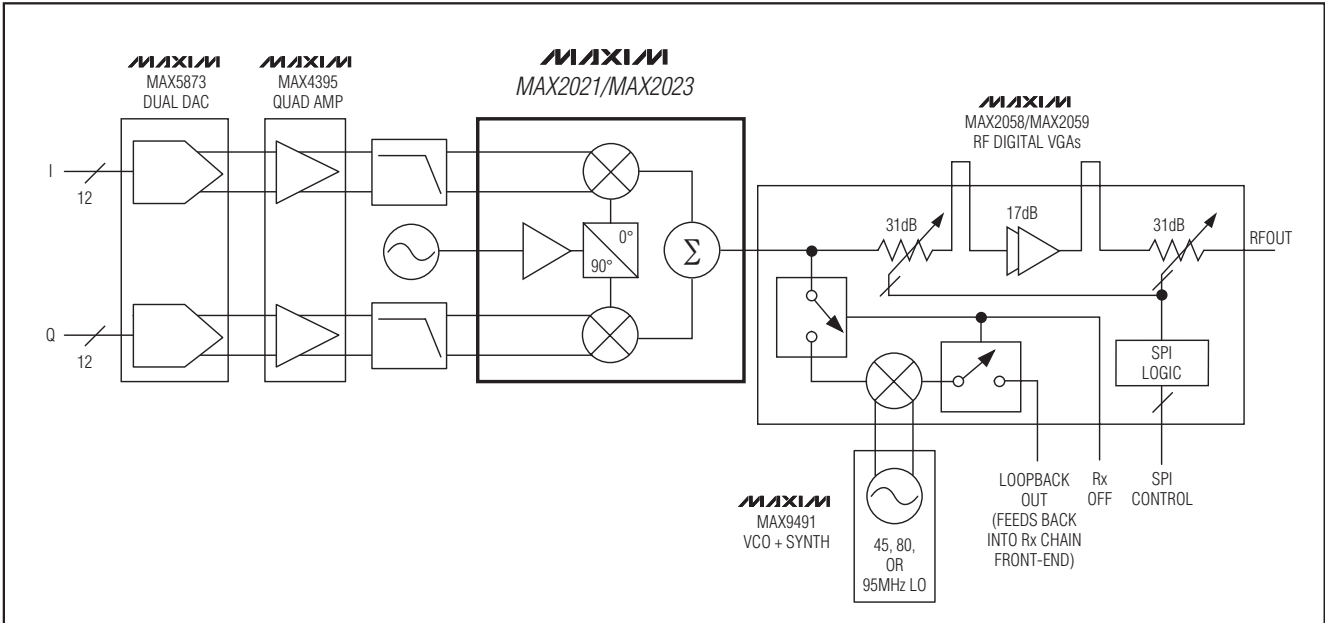 MAXIM
MAX5873
DUAL DAC
MAXIM
MAX4395
QUAD AMP
MAXIM
MAX2021/MAX2023
MAXIM
MAX2058/MAX2059
RF DIGITAL VGAs
I
12
31dB
17dB
31dB
RFOUT
0°
90°
Σ
Q
12
SPI
LOGIC
MAXIM
MAX9491
VCO + SYNTH
45, 80,
OR
95MHz LO
LOOPBACK
OUT
(FEEDS BACK
INTO Rx CHAIN
FRONT-END)
Rx
OFF
SPI
CONTROL